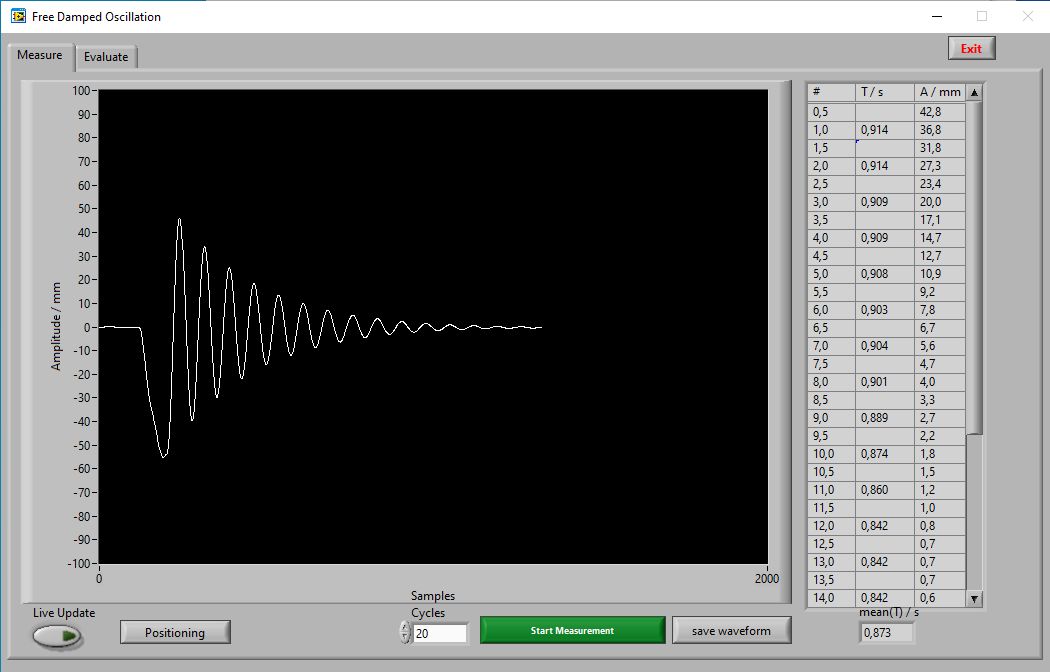 Free Damped Oscillation
Measure Evaluate Exit
100
90
80
70
60
50
40
30
20
10
0
-10
-20
-30
-40
-50
-60
-70
-80
-90
-100
Amplitude / mm
0 2000
Samples
# T / s A / mm
0,5 42,8
1,0 0,914 36,8
1,5 31,8
2,0 0,914 27,3
2,5 23,4
3,0 0,909 20,0
3,5 17,1
4,0 0,909 14,7
4,5 12,7
5,0 0,908 10,9
5,5 9,2
6,0 0,903 7,8
6,5 6,7
7,0 0,904 5,6
7,5 4,7
8,0 0,901 4,0
8,5 3,3
9,0 0,889 2,7
9,5 2,2
10,0 0,874 1,8
10,5 1,5
11,0 0,860 1,2
11,5 1,0
12,0 0,842 0,8
12,5 0,7
13,0 0,842 0,7
13,5 0,7
14,0 0,842 0,6
mean(T) / s
0,873
Live Update
Positioning
Cycles
20
Start Measurement
save waveform